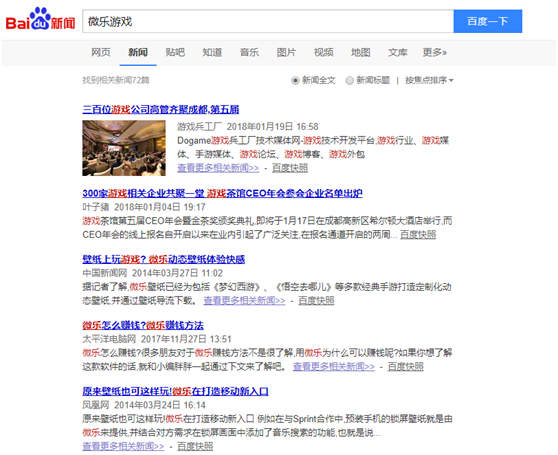 Bai du 新闻 微乐游戏 百度一下
网页 新闻 贴吧 知道 音乐 图片 视频 地图 文库 更多»
找到相关新闻72篇 新闻全文 新闻标题 | 按焦点排序
三百位游戏公司高管齐聚成都,第五届
游戏兵工厂 2018年01月19日 16:58
Dogame游戏兵工厂技术媒体网-游戏技术开发平台,游戏行业、游戏媒
体、手游媒体、游戏论坛、游戏博客、游戏外包
查看更多相关新闻>> - 百度快照
300家游戏相关企业共聚一堂 游戏茶馆CEO年会参会企业名单出炉
叶子猪 2018年01月04日 19:17
游戏茶馆第五届CEO年会暨金茶奖颁奖典礼,即将于1月17日在成都高新区希尔顿大酒店举行,而
CEO年会的线上报名自开启以来在业内引起了广泛关注,在报名通道开启的两周... 百度快照
壁纸上玩游戏? 微乐动态壁纸体验快感
中国新闻网 2014年03月27日 11:02
据记者了解,微乐壁纸已经为包括《梦幻西游》、《悟空去哪儿》等多款经典手游打造定制化动
态壁纸,并通过壁纸导流下载。 查看更多相关新闻>> - 百度快照
微乐怎么赚钱?微乐赚钱方法
太平洋电脑网 2017年11月27日 13:51
微乐怎么赚钱?很多朋友对于微乐赚钱方法不是很了解,用微乐为什么可以赚钱呢?如果你想了解
这款软件的话,就和小编胖胖一起通过下文来了解吧。 查看更多相关新闻>> - 百度快照
原来壁纸也可这样玩!微乐在打造移动新入口
凤凰网 2014年03月24日 16:14
原来壁纸也可这样玩!微乐在打造移动新入口 例如在与Sprint合作中,预装手机的锁屏壁纸就是由
微乐来提供,并结合对方需求在锁屏画面中添加了音乐搜索的功能,也就是说...
查看更多相关新闻>> - 百度快照